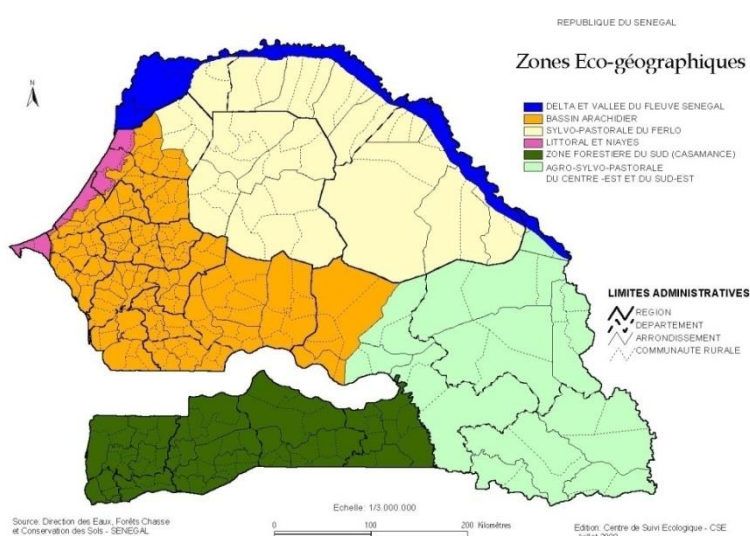 REPUBLIQUE DU SENEGAL
Zones Eco-géographiques
N
DELTA ET VALLEE DU FLEUVE SENEGAL
BASSIN ARACHIDIER
SYLVO-PASTORALE DU FERLO
LITTORAL ET NIAYES
ZONE FORESTIERE DU SUD (CASAMANCE)
AGRO-SYLVO-PASTORALE
DU CENTRE -EST ET DU SUD-EST
LIMITES ADMINISTRATIVES
REGION
DEPARTEMENT
ARRONDISSEMENT
COMMUNAUTE RURALE
Echelle: 1/3.000.000
0 100 200 Kilomètres
Source: Direction des Eaux, Forêts Chasse
et Conservation des Sols - SENEGAL
Edition: Centre de Suivi Ecologique - CSE